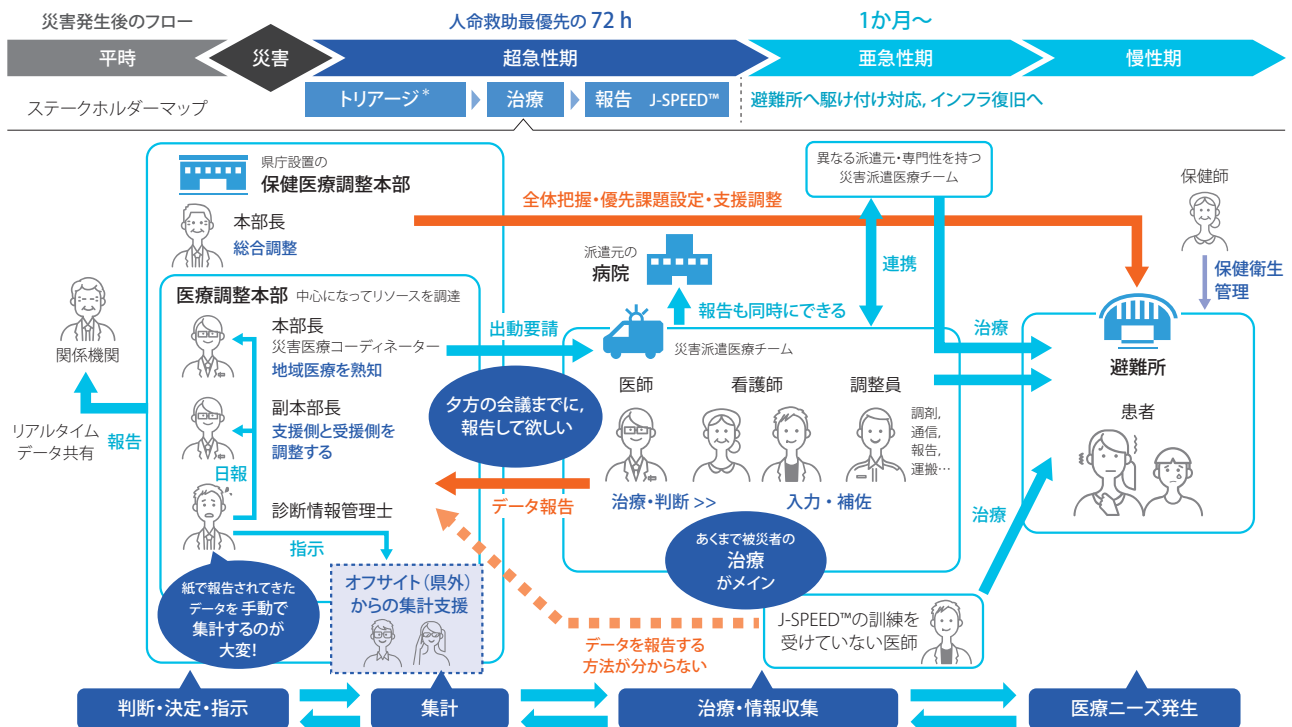 災害発生後のフロー
人命救助最優先の 72 h
1か月～
平時
災害
超急性期
亜急性期
慢性期
トリアージ*
治療
報告 J-SPEED™
避難所へ駆け付け対応, インフラ復旧へ
ステークホルダーマップ
県庁設置の
保健医療調整本部
本部長
総合調整
医療調整本部 中心になってリソースを調達
本部長
災害医療コーディネーター
地域医療を熟知
副本部長
支援側と受援側を
調整する
日報
診断情報管理士
指示
紙で報告されてきた
データを 手動で
集計するのが
大変!
オフサイト（県外）
からの集計支援
関係機関
リアルタイム
データ共有
報告
全体把握・優先課題設定・支援調整
派遣元の
病院
報告も同時にできる
出動要請
災害派遣医療チーム
夕方の会議までに,
報告して欲しい
データ報告
医師
看護師
調整員
調剤,
通信,
報告,
運搬…
治療・判断 >>
入力・補佐
あくまで被災者の
治療
がメイン
異なる派遣元・専門性を持つ
災害派遣医療チーム
連携
治療
保健師
保健衛生
管理
避難所
患者
治療
J-SPEED™の訓練を
受けていない医師
データを報告する
方法が分からない
判断・決定・指示
集計
治療・情報収集
医療ニーズ発生